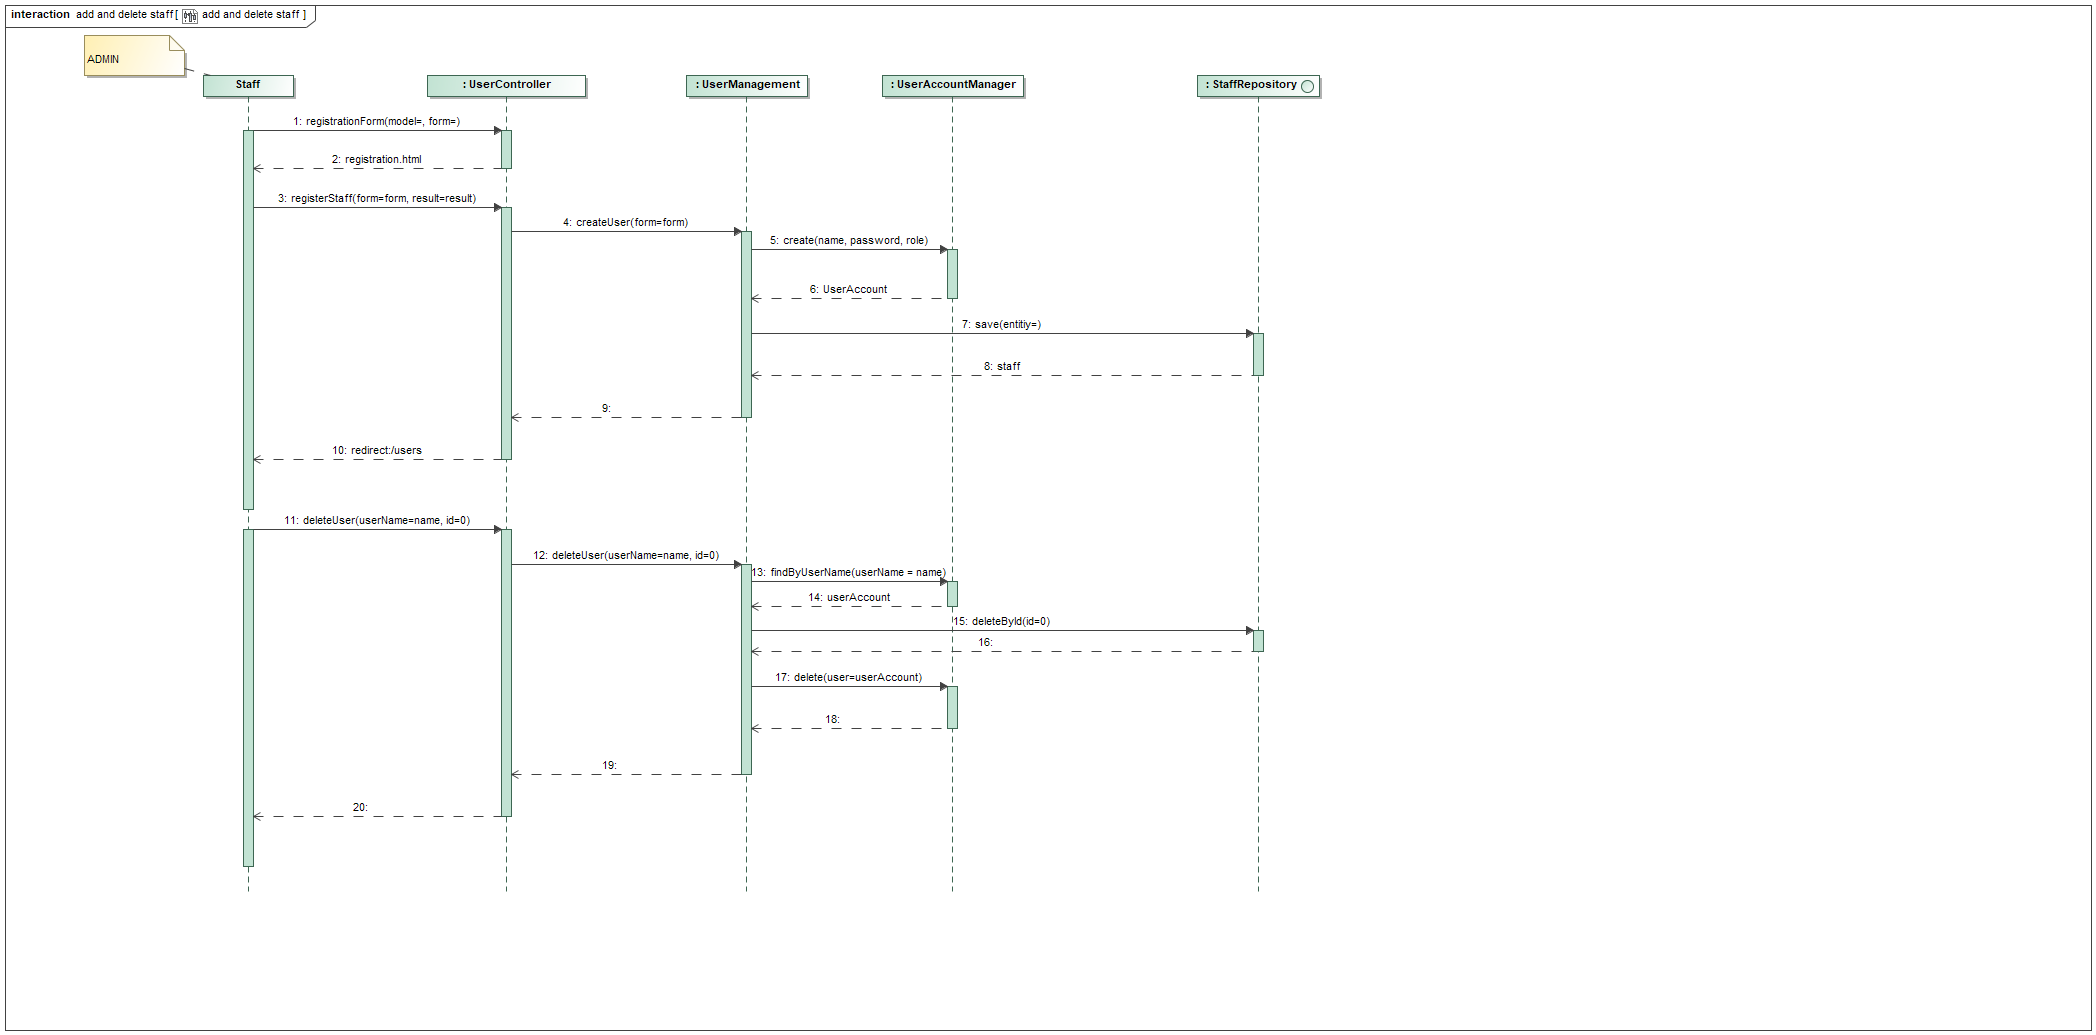 interaction add and delete staff[ add and delete staff ]
ADMIN
Staff
: UserController
: UserManagement
: UserAccountManager
: StaffRepository
1: registrationForm(model=, form=)
2: registration.html
3: registerStaff(form=form, result=result)
4: createUser(form=form)
5: create(name, password, role)
6: UserAccount
7: save(entitiy=)
8: staff
9:
10: redirect:/users
11: deleteUser(userName=name, id=0)
12: deleteUser(userName=name, id=0)
13: findByUserName(userName = name)
14: userAccount
15: deleteById(id=0)
16:
17: delete(user=userAccount)
18:
19:
20: